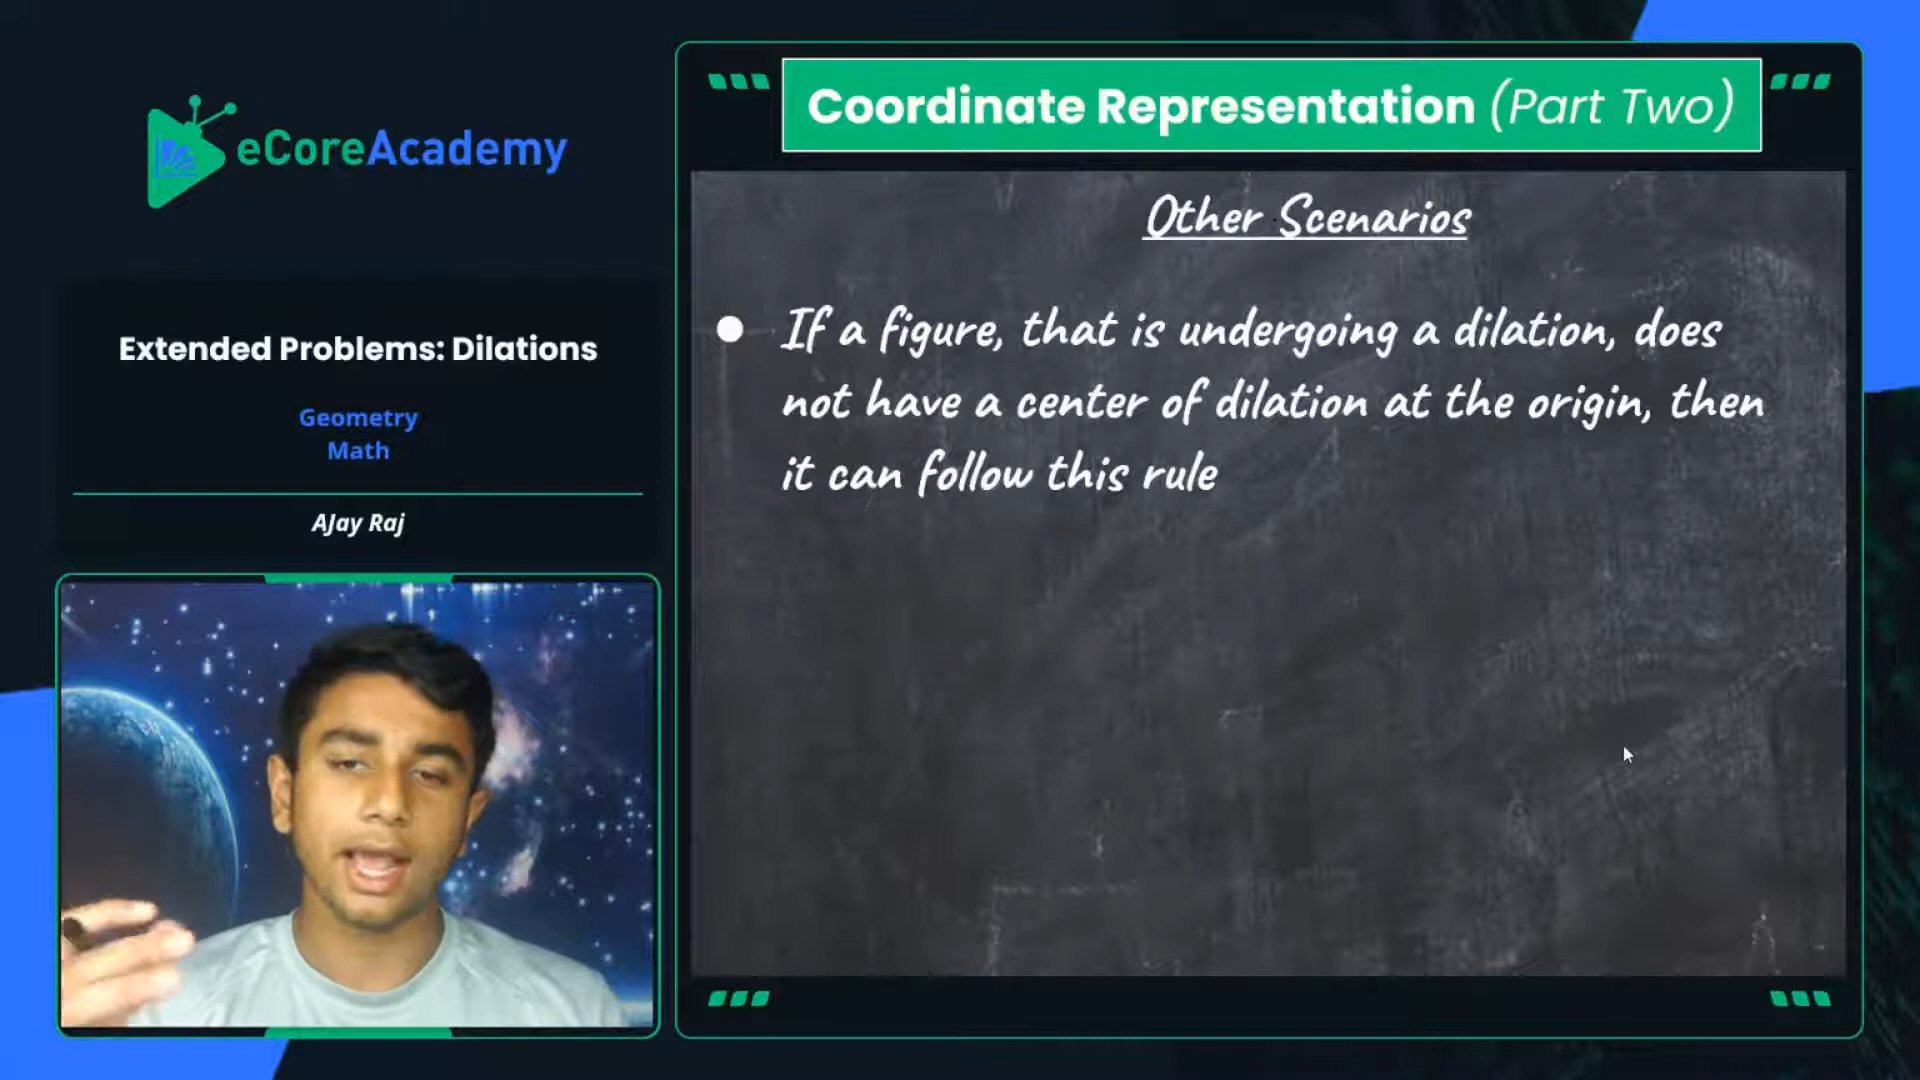 eCoreAcademy
Extended Problems: Dilations
Geometry
Math
AJay Raj
Coordinate Representation (Part Two)
Other Scenarios
● If a figure, that is undergoing a dilation, does
not have a center of dilation at the origin, then
it can follow this rule